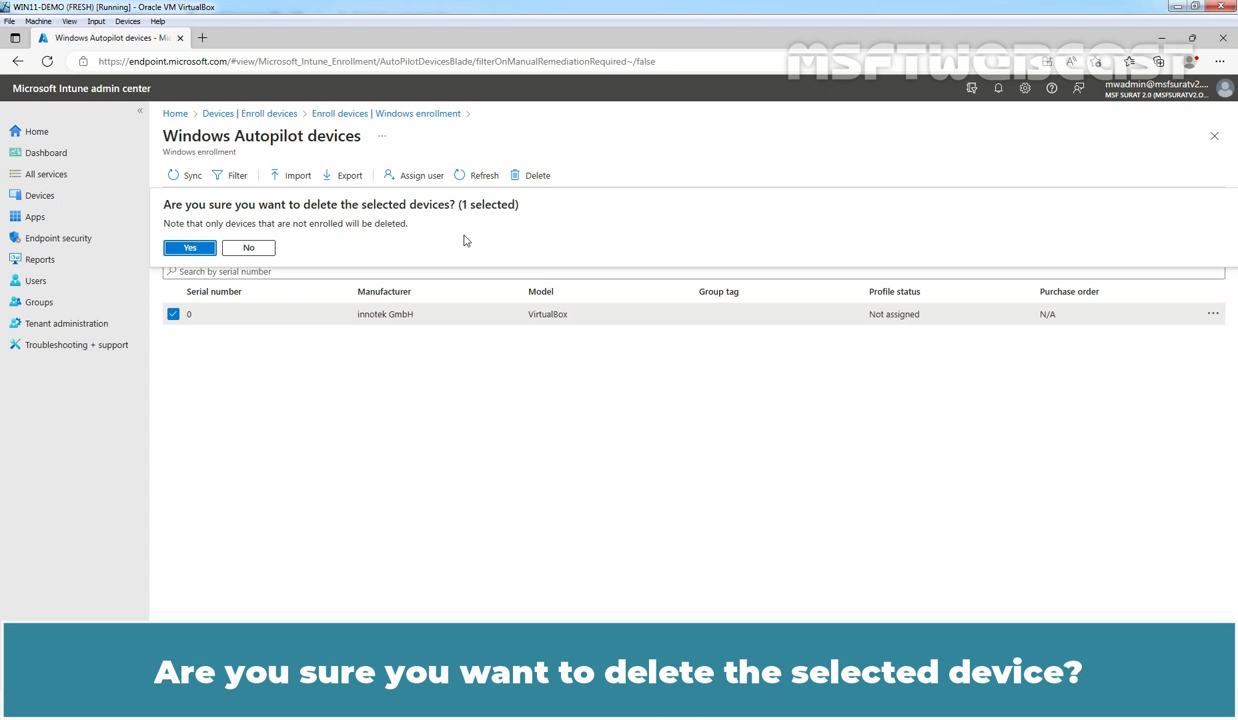 WIN11-DEMO (FRESH) [Running] - Oracle VM VirtualBox
File Machine View Input Devices Help
Windows Autopilot devices - Mi
https://endpoint.microsoft.com/#view/Microsoft_Intune_Enrollment/AutoPilotDevicesBlade/filterOnManualRemediationRequired~/false
MSFTWEBCAST
Microsoft Intune admin center
mwadmin@msfsuratv2....
MSF SURAT 2.0 (MSFSURATV2.O...
Home > Devices | Enroll devices > Enroll devices | Windows enrollment >
Windows Autopilot devices ...
Windows enrollment
Sync Filter Import Export Assign user Refresh Delete
Are you sure you want to delete the selected devices? (1 selected)
Note that only devices that are not enrolled will be deleted.
Yes No
Search by serial number
Serial number Manufacturer Model Group tag Profile status Purchase order
0 innotek GmbH VirtualBox Not assigned N/A ...
Home
Dashboard
All services
Devices
Apps
Endpoint security
Reports
Users
Groups
Tenant administration
Troubleshooting + support
Are you sure you want to delete the selected device?